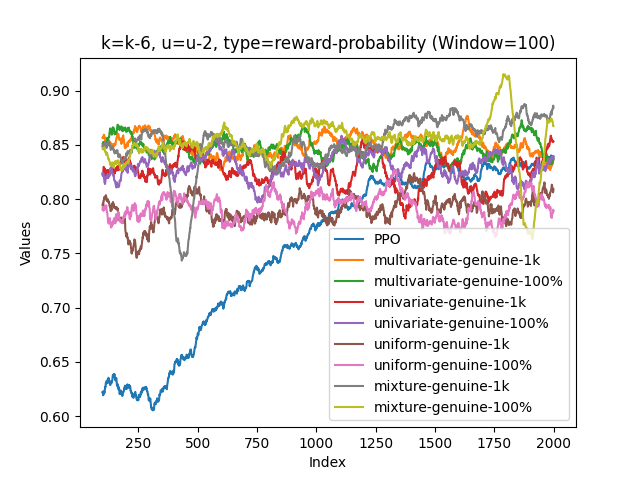 k=k-6, u=u-2, type=reward-probability (Window=100)
0.90
0.85
0.80
0.75
0.70
0.65
0.60
Values
250
500
750
1000
1250
1500
1750
2000
Index
PPO
multivariate-genuine-1k
multivariate-genuine-100%
univariate-genuine-1k
univariate-genuine-100%
uniform-genuine-1k
uniform-genuine-100%
mixture-genuine-1k
mixture-genuine-100%